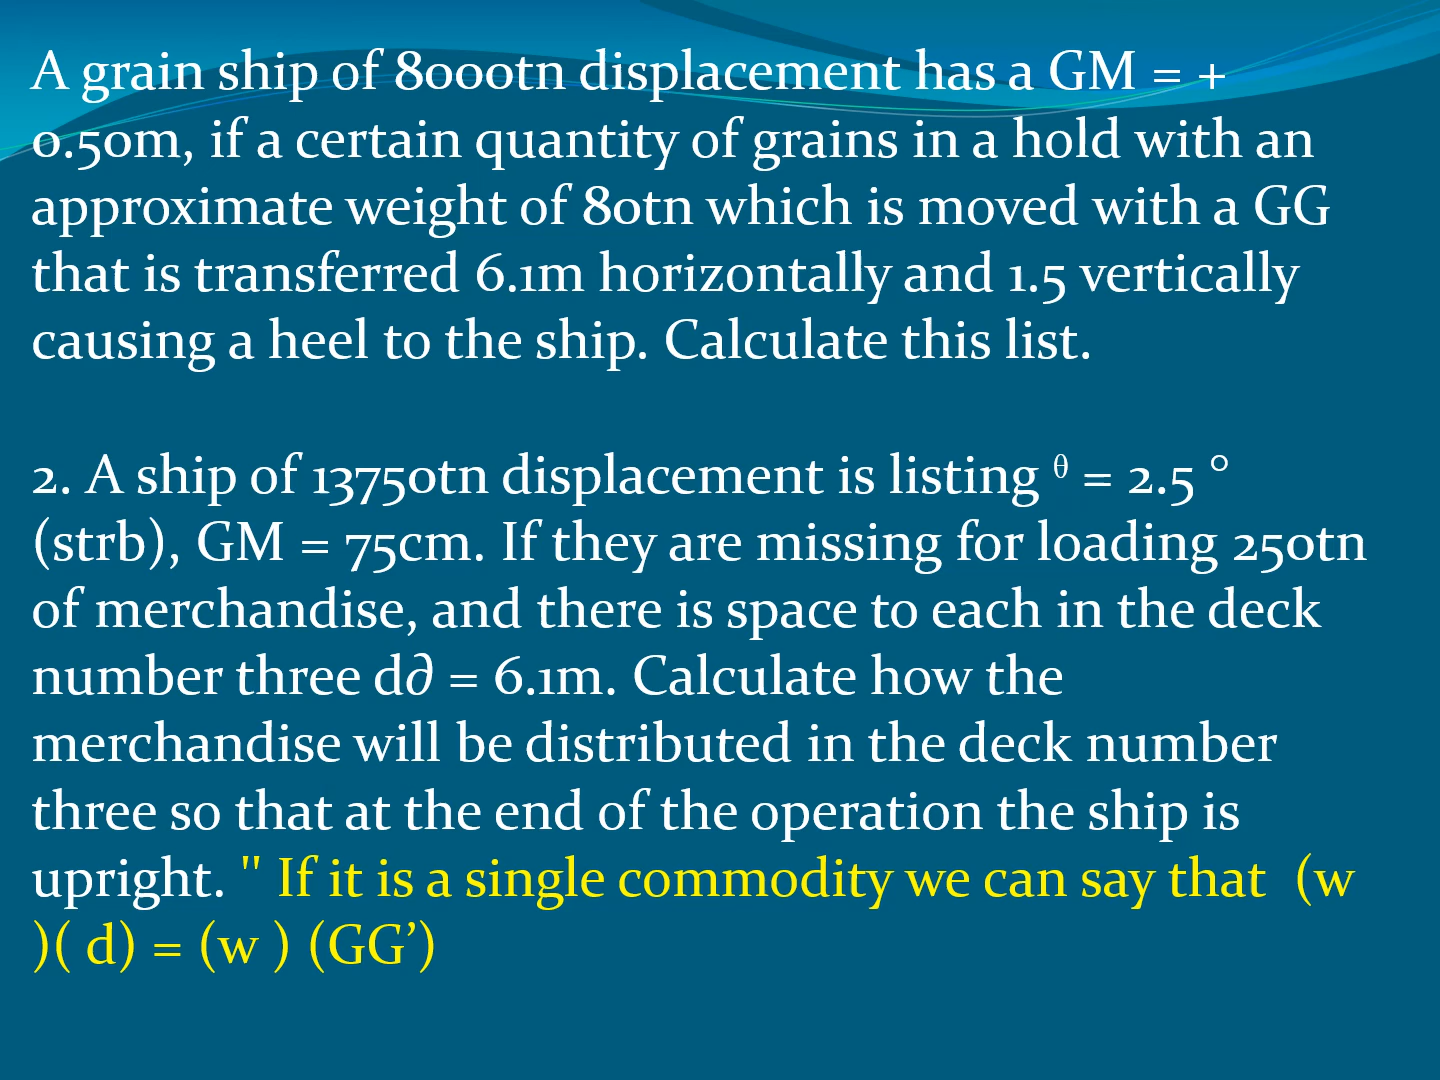 A grain ship of 8000tn displacement has a GM = +
0.50m, if a certain quantity of grains in a hold with an
approximate weight of 80tn which is moved with a GG
that is transferred 6.1m horizontally and 1.5 vertically
causing a heel to the ship. Calculate this list.
2. A ship of 13750tn displacement is listing θ = 2.5 °
(strb), GM = 75cm. If they are missing for loading 250tn
of merchandise, and there is space to each in the deck
number three d∂ = 6.1m. Calculate how the
merchandise will be distributed in the deck number
three so that at the end of the operation the ship is
upright. " If it is a single commodity we can say that (w
)( d) = (w ) (GG’)